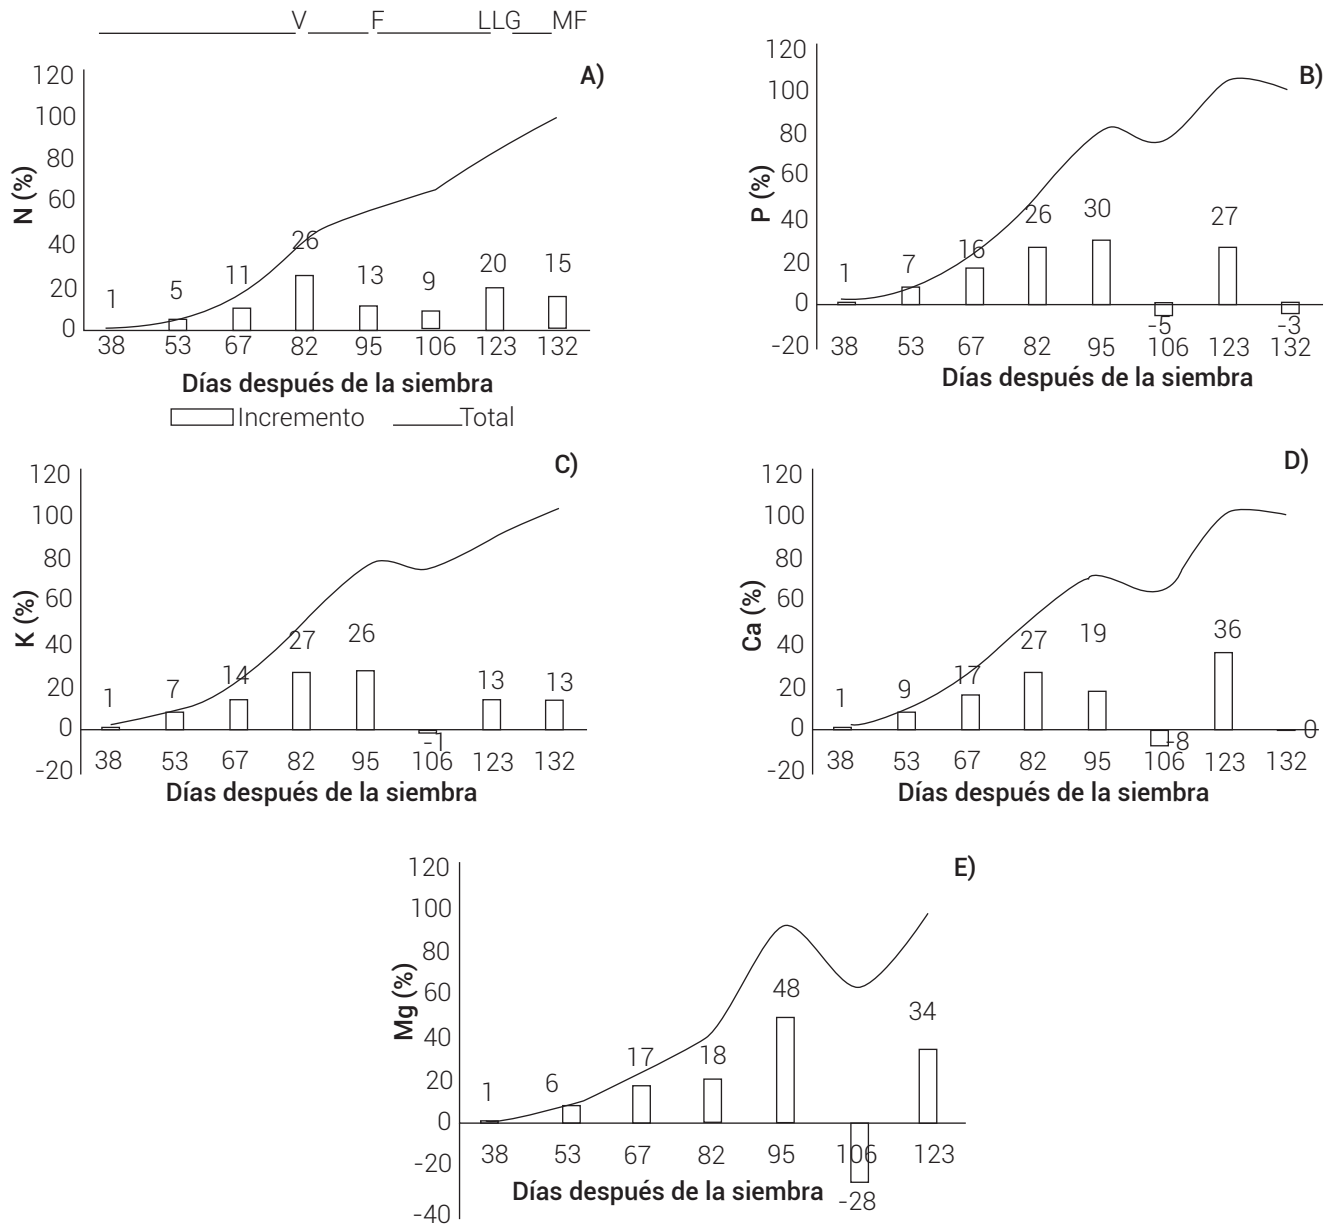 V F LLG MF
A)
120
100
80
60
40
20
0
N (%)
1 5 11 26 13 9 20 15
38 53 67 82 95 106 123 132
Días después de la siembra
Incremento Total
B)
120
100
80
60
40
20
0
-20
P (%)
1 7 16 26 30 -5 27 -3
38 53 67 82 95 106 123 132
Días después de la siembra
C)
120
100
80
60
40
20
0
-20
K (%)
1 7 14 27 26 -1 13 13
38 53 67 82 95 106 123 132
Días después de la siembra
D)
120
100
80
60
40
20
0
-20
Ca (%)
1 9 17 27 19 -8 36 0
38 53 67 82 95 106 123 132
Días después de la siembra
E)
120
100
80
60
40
20
0
-20
-40
Mg (%)
1 6 17 18 48 -28 34
38 53 67 82 95 106 123
Días después de la siembra